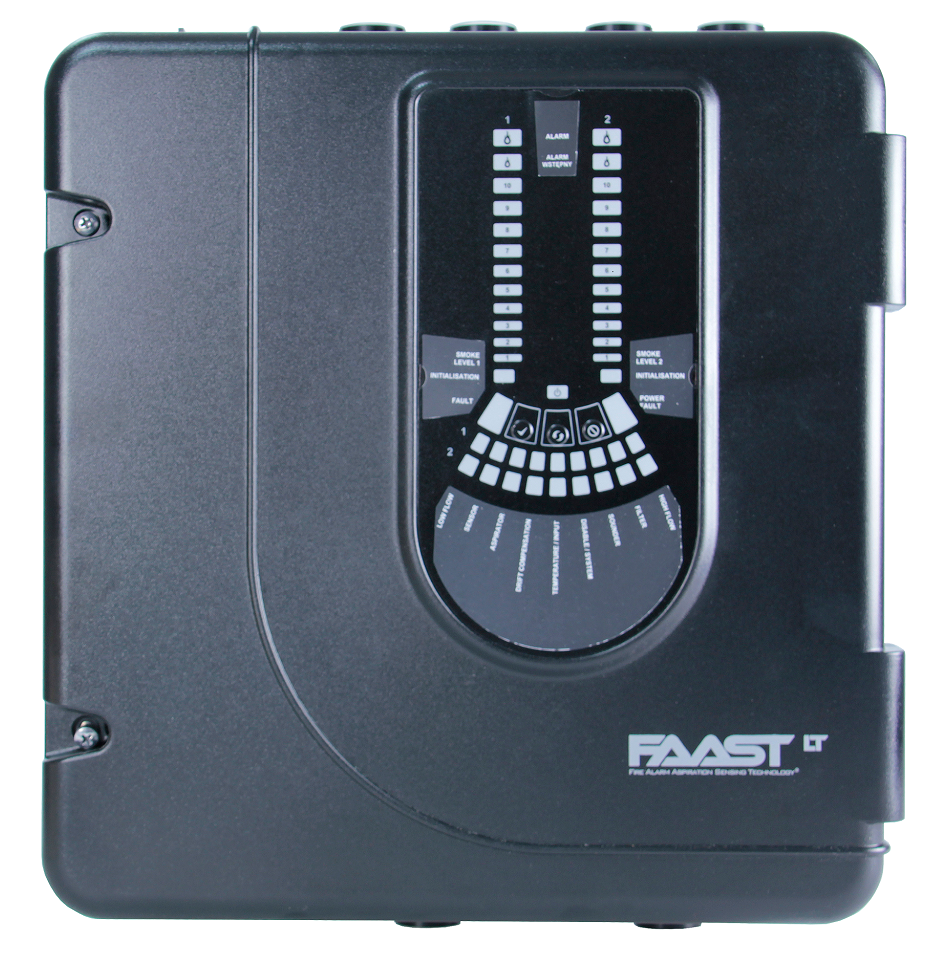 1
2
ALARM
ALARM
WSTĘPNY
10
10
9
9
8
8
7
7
6
6
5
5
4
4
3
3
2
2
1
1
SMOKE
LEVEL 1
INITIALISATION
FAULT
SMOKE
LEVEL 2
INITIALISATION
POWER
FAULT
1
2
LOW FLOW
SENSOR
ASPIRATOR
DRIFT COMPENSATION
TEMPERATURE / INPUT
DISABLE / SYSTEM
SOUNDER
FILTER
HIGH FLOW
FAAST LT
FIRE ALARM ASPIRATION SENSING TECHNOLOGY®